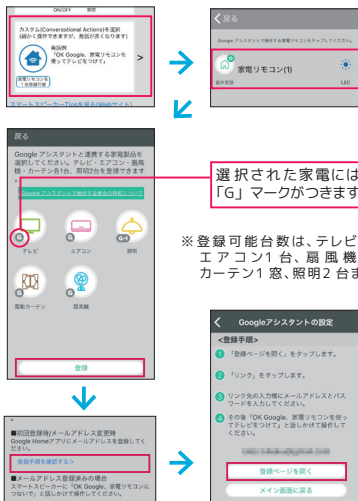 ON/OFF
カスタム(Conversational Actions)を選択
(細かく操作できますが、発話が長くなります)
発話例
「OK Google、家電リモコンを
使ってテレビをつけて」
>
家電リモコンを
1台登録可能
スマートスピーカーTipsを見る(Webサイト)
戻る
Google アシスタントで操作する家電リモコンをタップしてください。
家電リモコン(1)
LED
戻る
Google アシスタントと連携する家電製品を
選択してください。テレビ・エアコン・扇風
機・カーテン各1台、照明2台を登録できます
。
Google アシスタントで操作する場合の発話について
G
G
G-1
テレビ
エアコン
照明
G
G
電動カーテン
扇風機
登録
選択された家電には
「G」マークがつきます
※登録可能台数は、テレビ
エアコン1台、扇風機
カーテン1窓、照明2台ま
■初回登録時/メールアドレス変更時
Google Homeアプリにメールアドレスを登録してく
ださい。
登録手順を確認する>
■メールアドレス登録済みの場合
スマートスピーカーに「OK Google、家電リモコンに
つないで」と話しかけて操作してください。
Googleアシスタントの設定
<登録手順>
1 「登録ページを開く」をタップします。
2 「リンク」をタップします。
3 リンク先の入力欄にメールアドレスとパス
ワードを入力してください。
4 その後「OK Google、家電リモコンを使っ
てテレビをつけて」と話しかけて操作して
ください。
登録ページを開く
メイン画面に戻る